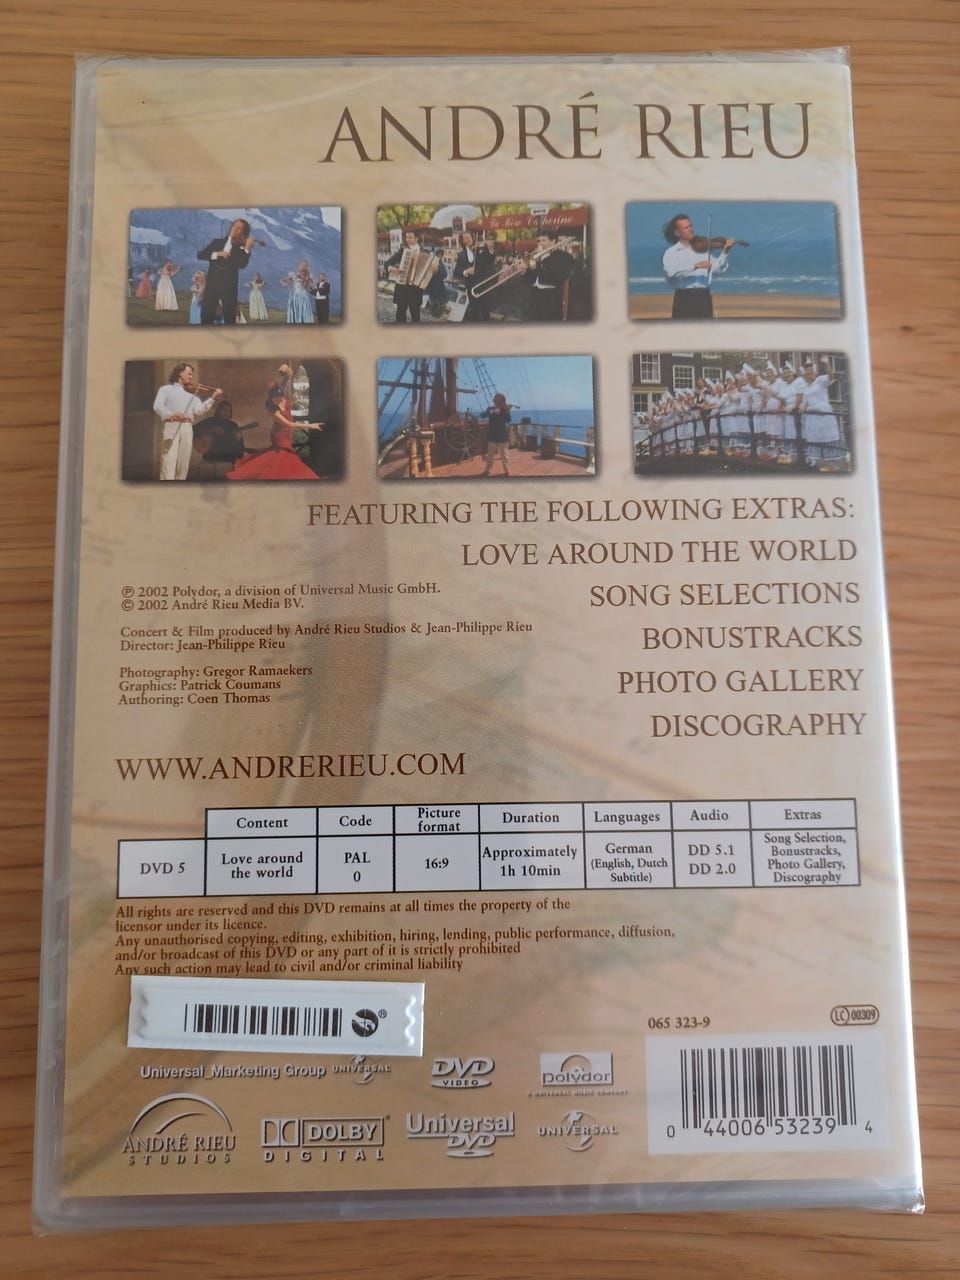 ANDRÉ RIEU
La Mère Catherine
FEATURING THE FOLLOWING EXTRAS:
LOVE AROUND THE WORLD
SONG SELECTIONS
BONUSTRACKS
PHOTO GALLERY
DISCOGRAPHY
℗ 2002 Polydor, a division of Universal Music GmbH.
© 2002 André Rieu Media BV.
Concert & Film produced by André Rieu Studios & Jean-Philippe Rieu
Director: Jean-Philippe Rieu
Photography: Gregor Ramaekers
Graphics: Patrick Coumans
Authoring: Coen Thomas
WWW.ANDRERIEU.COM
Content Code Picture format Duration Languages Audio Extras
DVD 5 Love around the world PAL 0 16:9 Approximately 1h 10min German (English, Dutch Subtitle) DD 5.1 DD 2.0 Song Selection, Bonustracks, Photo Gallery, Discography
All rights are reserved and this DVD remains at all times the property of the
licensor under its licence.
Any unauthorised copying, editing, exhibition, hiring, lending, public performance, diffusion,
and/or broadcast of this DVD or any part of it is strictly prohibited
Any such action may lead to civil and/or criminal liability
®
065 323-9
LC 00309
Universal_Marketing Group UNIVERSAL
DVD
VIDEO
polydor
A UNIVERSAL MUSIC COMPANY
ANDRÉ RIEU
STUDIOS
DOLBY
DIGITAL
Universal
DVD
UNIVERSAL
0 44006 53239 4